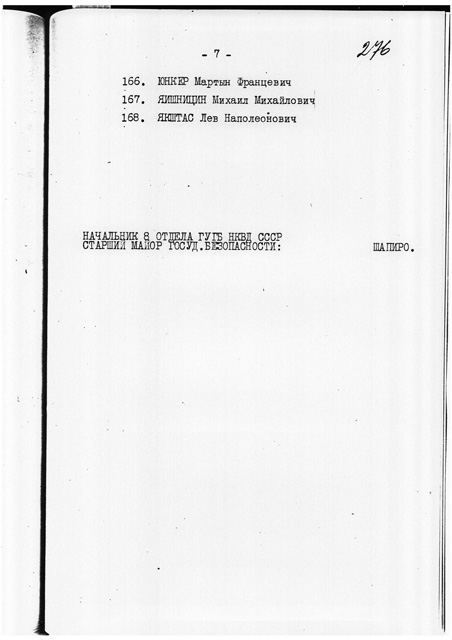 - 7 -
276
166. ЮНКЕР Мартын Францевич
167. ЯИШНИЦИН Михаил Михайлович
168. ЯКШТАС Лев Наполеонович
НАЧАЛЬНИК 8 ОТДЕЛА ГУГБ НКВД СССР
СТАРШИЙ МАЙОР ГОСУД.БЕЗОПАСНОСТИ: ШАПИРО.